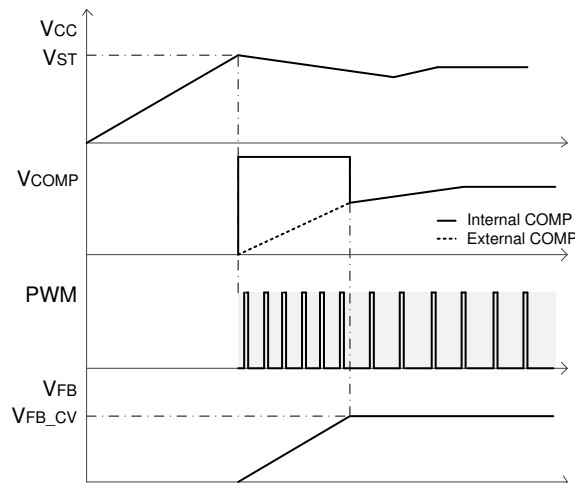 VCC
VST
VCOMP
Internal COMP
External COMP
PWM
VFB
VFB_CV